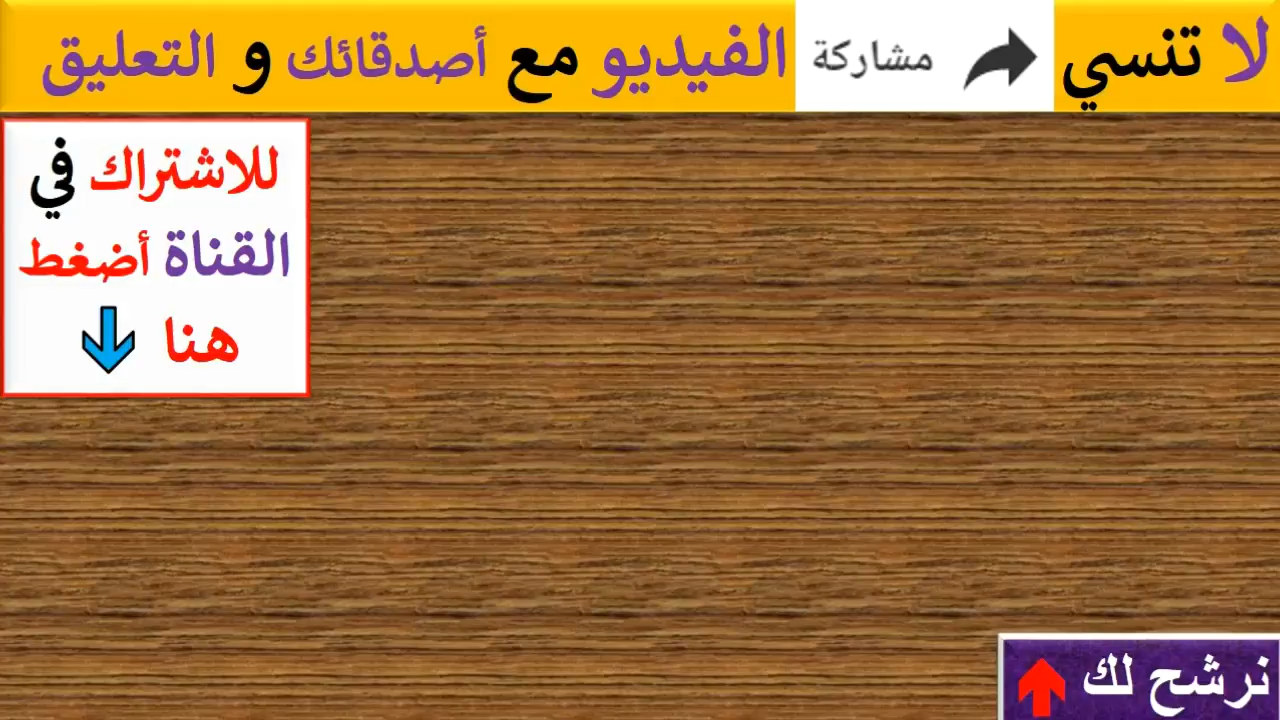 لا تنسي مشاركة الفيديو مع أصدقائك و التعليق
للاشتراك في
القناة أضغط
هنا
نرشح لك